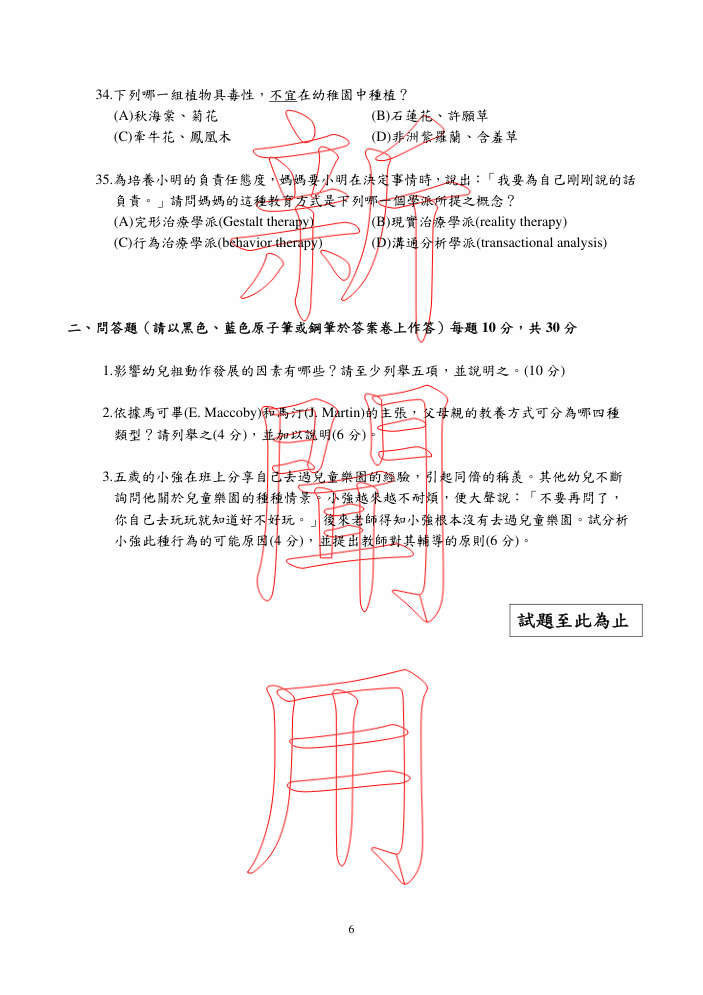 34.下列哪一組植物具毒性，不宜在幼稚園中種植？
(A)秋海棠、菊花 (B)石蓮花、許願草
(C)牽牛花、鳳凰木 (D)非洲紫羅蘭、含羞草
35.為培養小明的負責任態度，媽媽要小明在決定事情時，說出：「我要為自己剛剛說的話
負責。」請問媽媽的這種教育方式是下列哪一個學派所提之概念？
(A)完形治療學派(Gestalt therapy) (B)現實治療學派(reality therapy)
(C)行為治療學派(behavior therapy) (D)溝通分析學派(transactional analysis)
二、問答題（請以黑色、藍色原子筆或鋼筆於答案卷上作答）每題 10 分，共 30 分
1.影響幼兒粗動作發展的因素有哪些？請至少列舉五項，並說明之。(10 分)
2.依據馬可畢(E. Maccoby)和馬汀(J. Martin)的主張，父母親的教養方式可分為哪四種
類型？請列舉之(4 分)，並加以說明(6 分)。
3.五歲的小強在班上分享自己去過兒童樂園的經驗，引起同儕的稱羨。其他幼兒不斷
詢問他關於兒童樂園的種種情景。小強越來越不耐煩，便大聲說：「不要再問了，
你自己去玩玩就知道好不好玩。」後來老師得知小強根本沒有去過兒童樂園。試分析
小強此種行為的可能原因(4 分)，並提出教師對其輔導的原則(6 分)。
試題至此為止
新
聞
用
6